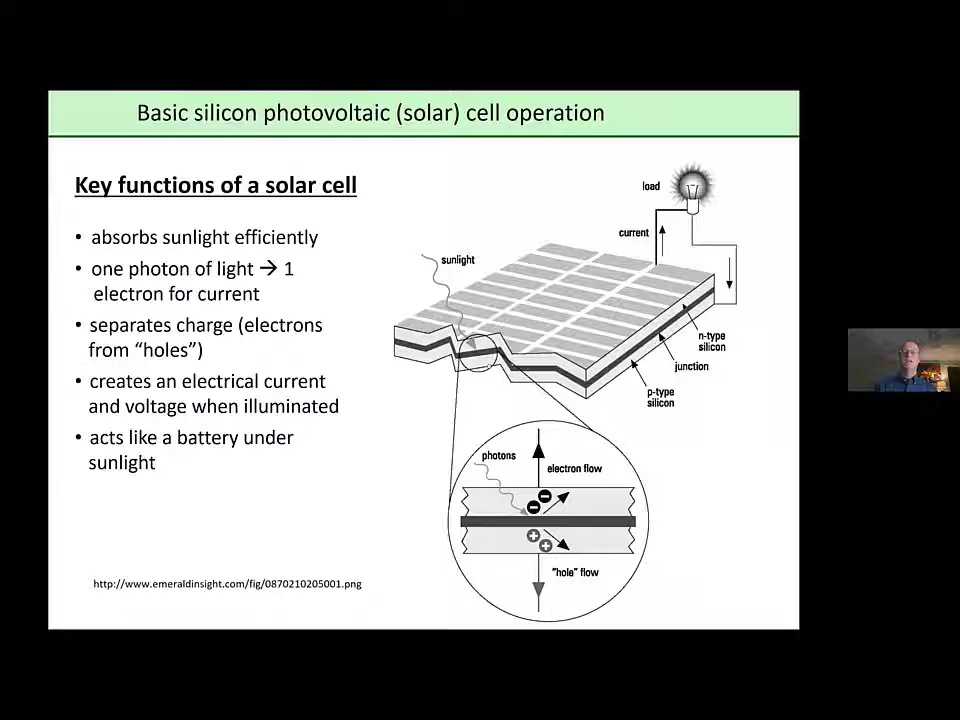 Basic silicon photovoltaic (solar) cell operation
Key functions of a solar cell
• absorbs sunlight efficiently
• one photon of light → 1
electron for current
• separates charge (electrons
from “holes”)
• creates an electrical current
and voltage when illuminated
• acts like a battery under
sunlight
http://www.emeraldinsight.com/fig/0870210205001.png
load
current
sunlight
n-type
silicon
junction
p-type
silicon
photons
electron flow
"hole" flow